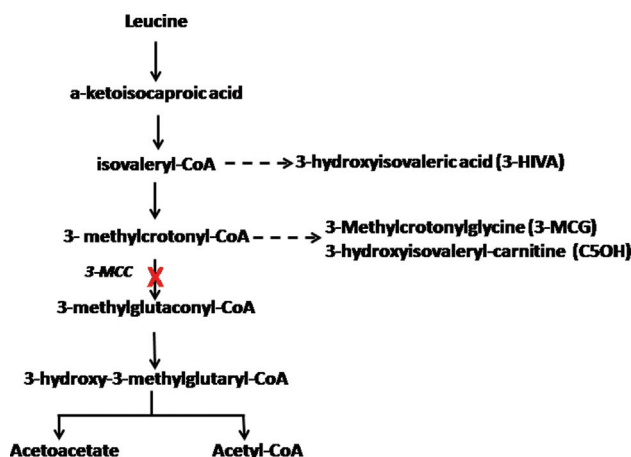 Leucine
a-ketoisocaproic acid
isovaleryl-CoA
3-hydroxyisovaleric acid (3-HIVA)
3- methylcrotonyl-CoA
3-Methylcrotonylglycine (3-MCG)
3-hydroxyisovaleryl-carnitine (C5OH)
3-MCC
3-methylglutaconyl-CoA
3-hydroxy-3-methylglutaryl-CoA
Acetoacetate
Acetyl-CoA